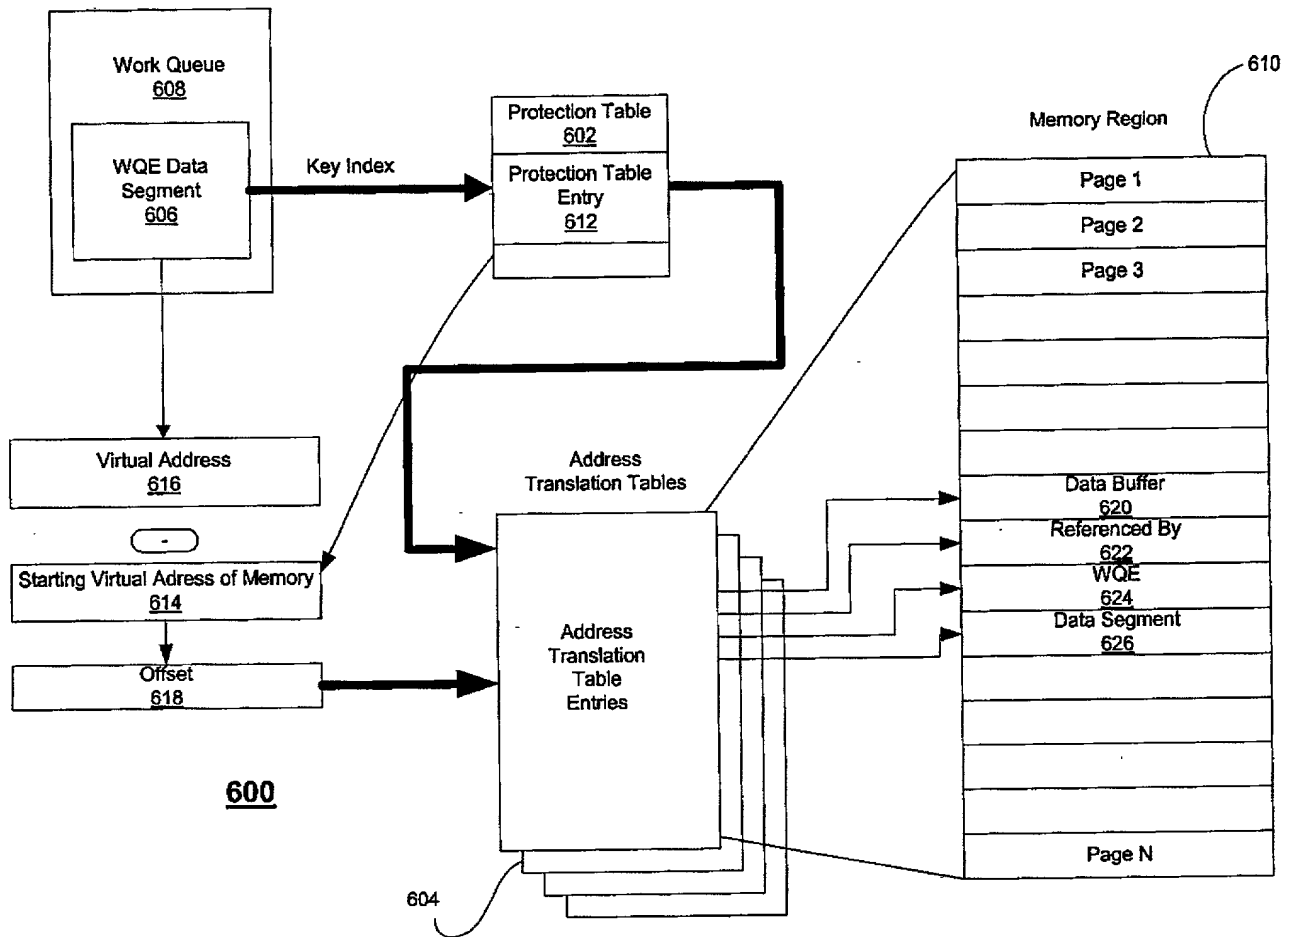 610
Work Queue
608
WQE Data
Segment
606
Key Index
Protection Table
602
Protection Table
Entry
612
Memory Region
Page 1
Page 2
Page 3
Virtual Address
616
-
Starting Virtual Adress of Memory
614
Offset
618
Address
Translation Tables
Address
Translation
Table
Entries
Data Buffer
620
Referenced By
622
WQE
624
Data Segment
626
Page N
600
604